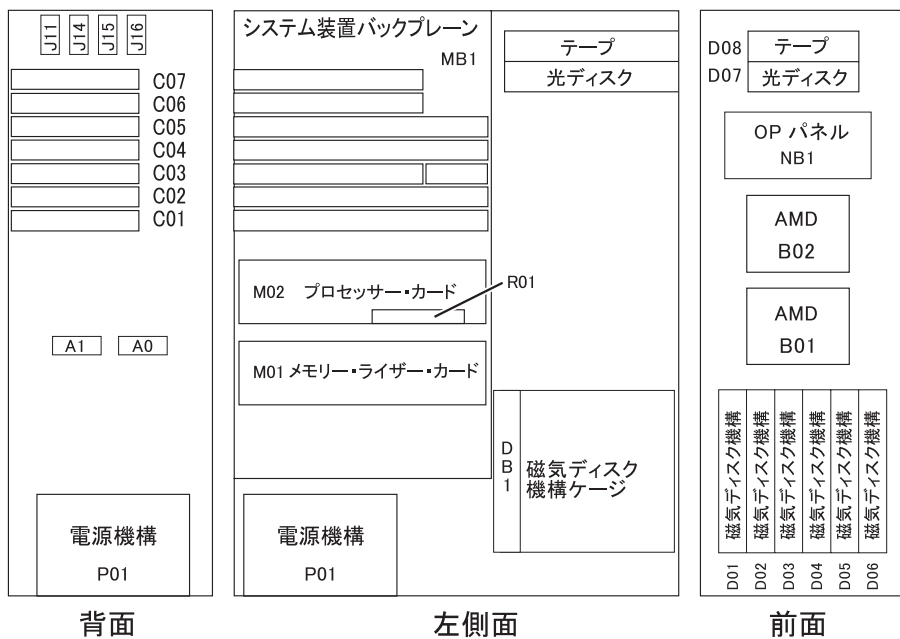 J11
J14
J15
J16
C07
C06
C05
C04
C03
C02
C01
A1
A0
電源機構
P01
背面
システム装置バックプレーン
MB1
テープ
光ディスク
M02 プロセッサー・カード
R01
M01 メモリー・ライザー・カード
DB1
磁気ディスク
機構ケージ
電源機構
P01
左側面
D08 テープ
D07 光ディスク
OP パネル
NB1
AMD
B02
AMD
B01
磁気ディスク機構
磁気ディスク機構
磁気ディスク機構
磁気ディスク機構
磁気ディスク機構
磁気ディスク機構
D01
D02
D03
D04
D05
D06
前面